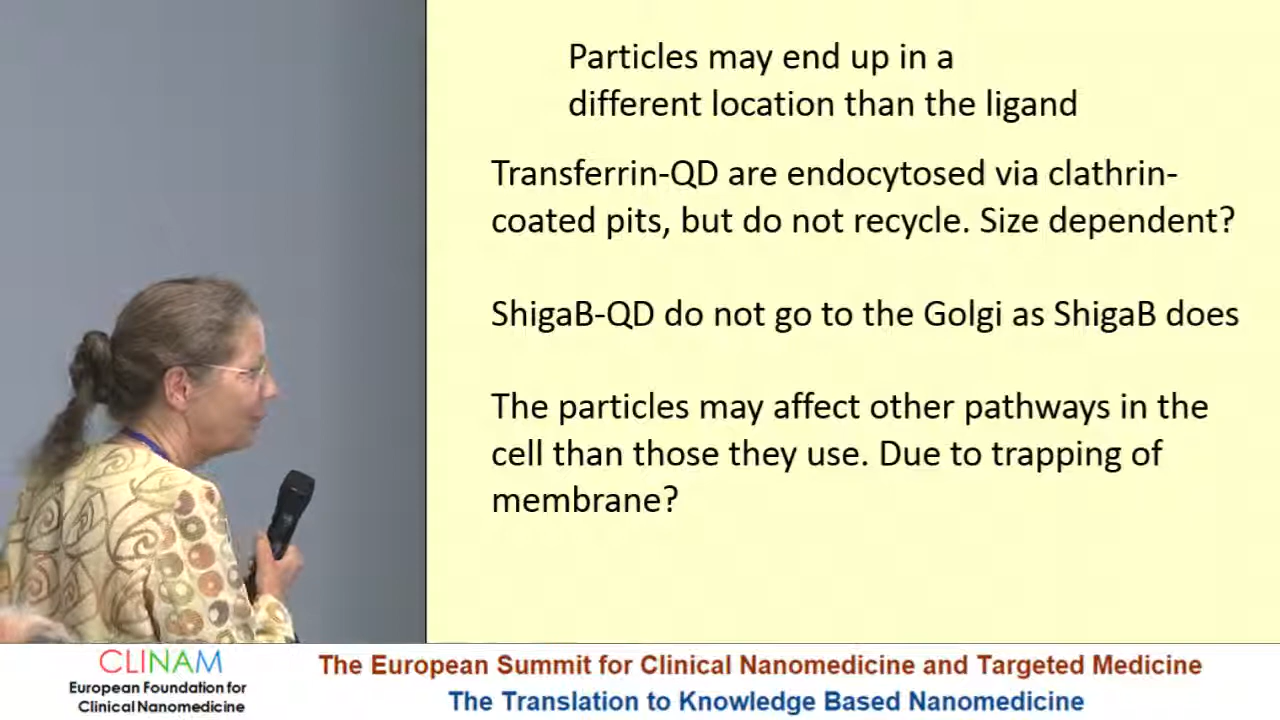 Particles may end up in a
different location than the ligand
Transferrin-QD are endocytosed via clathrin-
coated pits, but do not recycle. Size dependent?
ShigaB-QD do not go to the Golgi as ShigaB does
The particles may affect other pathways in the
cell than those they use. Due to trapping of
membrane?
CLINAM
European Foundation for
Clinical Nanomedicine
The European Summit for Clinical Nanomedicine and Targeted Medicine
The Translation to Knowledge Based Nanomedicine